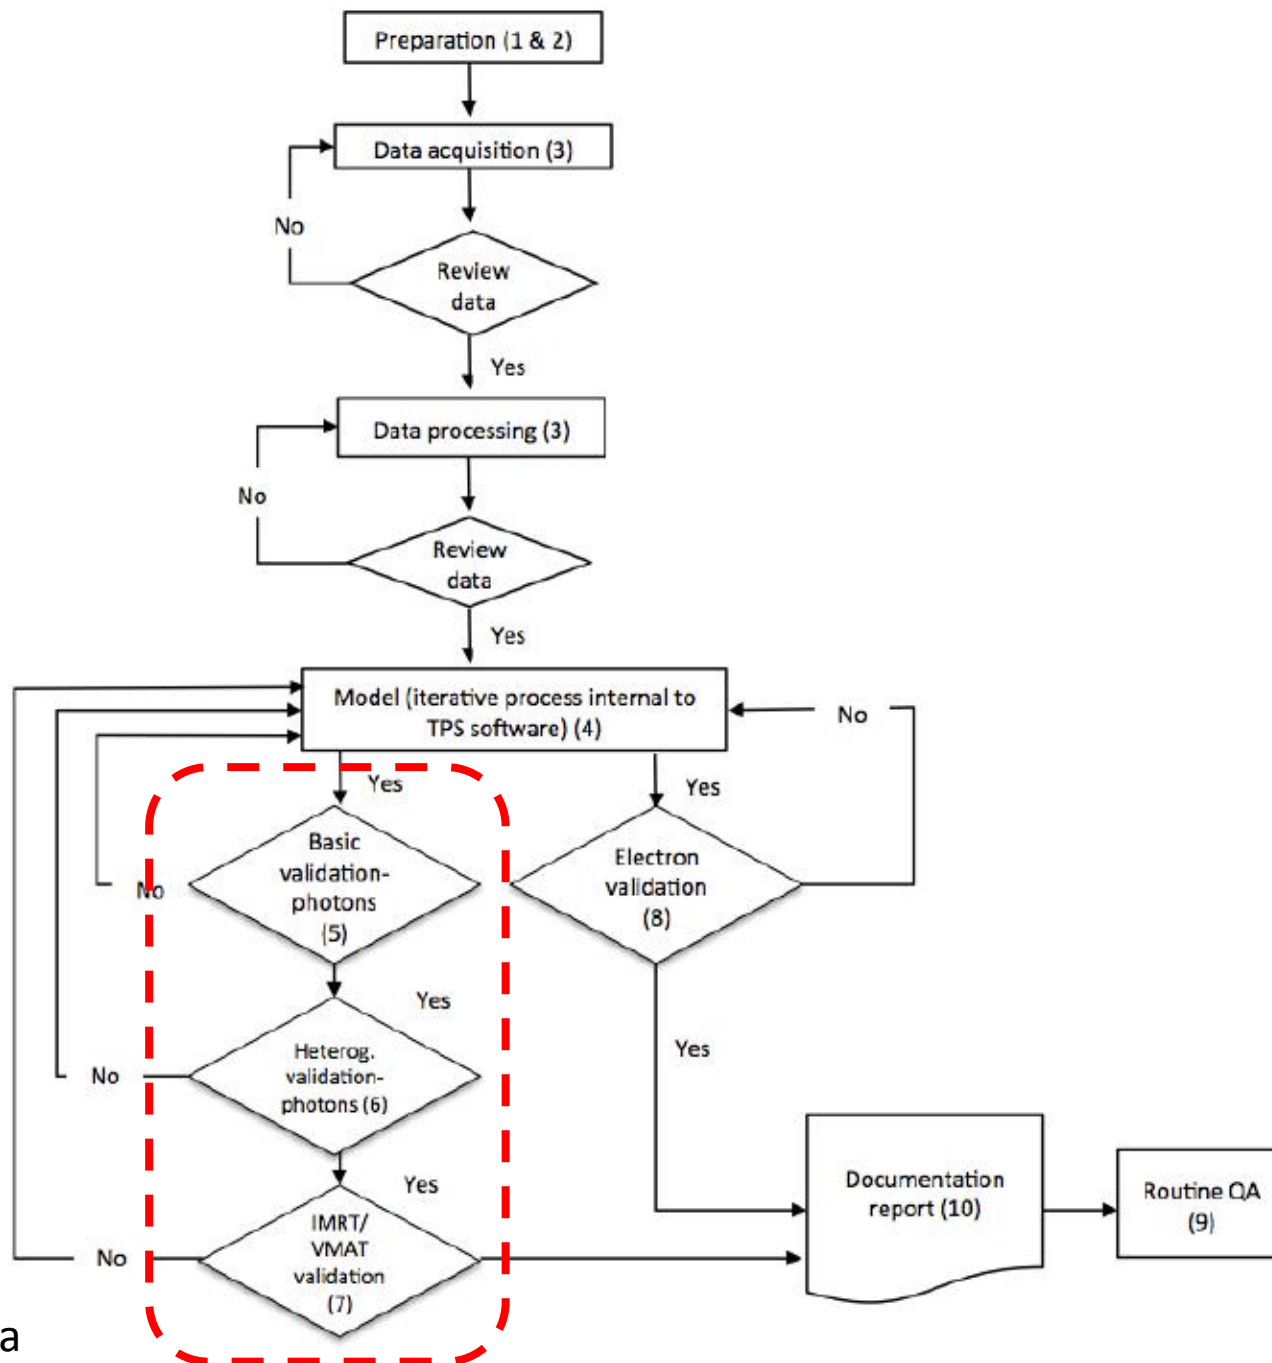 Preparation (1 & 2)
Data acquisition (3)
No
Review
data
Yes
Data processing (3)
No
Review
data
Yes
Model (iterative process internal to
TPS software) (4)
No
Yes
Yes
Basic
validation-
photons
(5)
No
Electron
validation
(8)
Yes
Heterog.
validation-
photons (6)
No
Yes
Yes
IMRT/
VMAT
validation
(7)
No
Documentation
report (10)
Routine QA
(9)
a